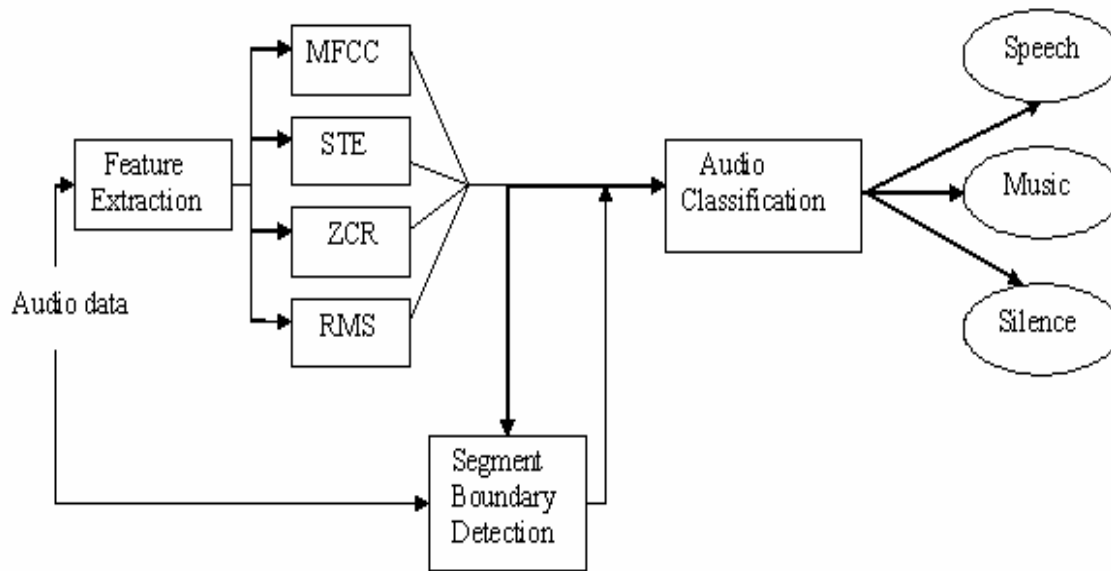 MFCC
STE
ZCR
RMS
Feature
Extraction
Audio data
Segment
Boundary
Detection
Audio
Classification
Speech
Music
Silence